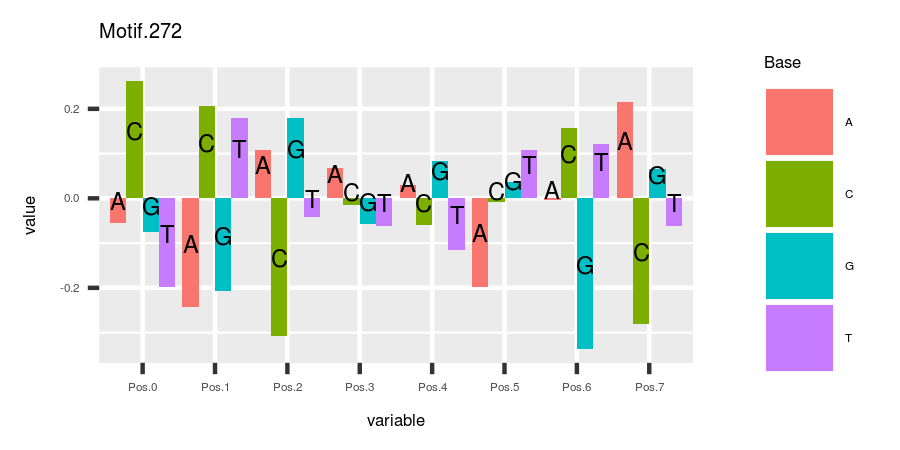 Motif.272
Base
A
C
G
T
value
0.2
0.0
-0.2
A C G T A C G T A C G T A C G T A C G T A C G T A C G T A C G T
Pos.0 Pos.1 Pos.2 Pos.3 Pos.4 Pos.5 Pos.6 Pos.7
variable